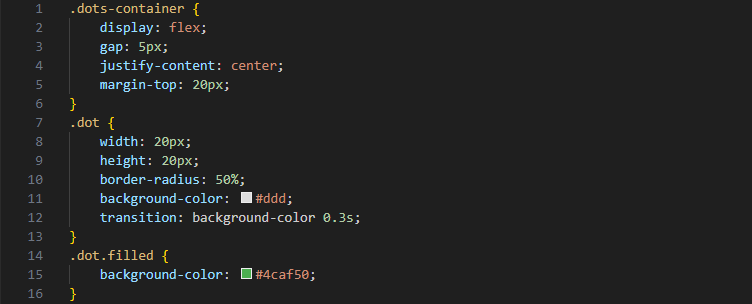 1 .dots-container {
2 display: flex;
3 gap: 5px;
4 justify-content: center;
5 margin-top: 20px;
6 }
7 .dot {
8 width: 20px;
9 height: 20px;
10 border-radius: 50%;
11 background-color: #ddd;
12 transition: background-color 0.3s;
13 }
14 .dot.filled {
15 background-color: #4caf50;
16 }